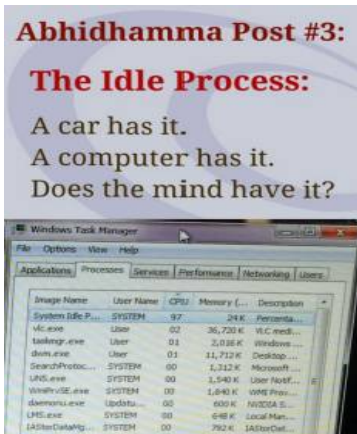 Abhidhamma Post #3:
The Idle Process:
A car has it.
A computer has it.
Does the mind have it?
Windows Task Manager
File Options View Help
Applications Processes Services Performance Networking Users
Image Name User Name CPU Memory (... Description
System Idle P... SYSTEM 97 24 K Percenta...
vlc.exe User 02 36,720 K VLC medi...
taskmgr.exe User 01 2,016 K Windows ...
dwm.exe User 01 11,712 K Desktop ...
SearchProtoc... SYSTEM 00 1,312 K Microsoft ...
UNS.exe SYSTEM 00 1,540 K User Notif...
WmiPrvSE.exe SYSTEM 00 1,640 K WMI Prov...
daemonu.exe Updatu... 00 600 K NVIDIA S...
LMS.exe SYSTEM 00 648 K Local Man...
IAStorDataMg... SYSTEM 00 792 K IAStorDat...